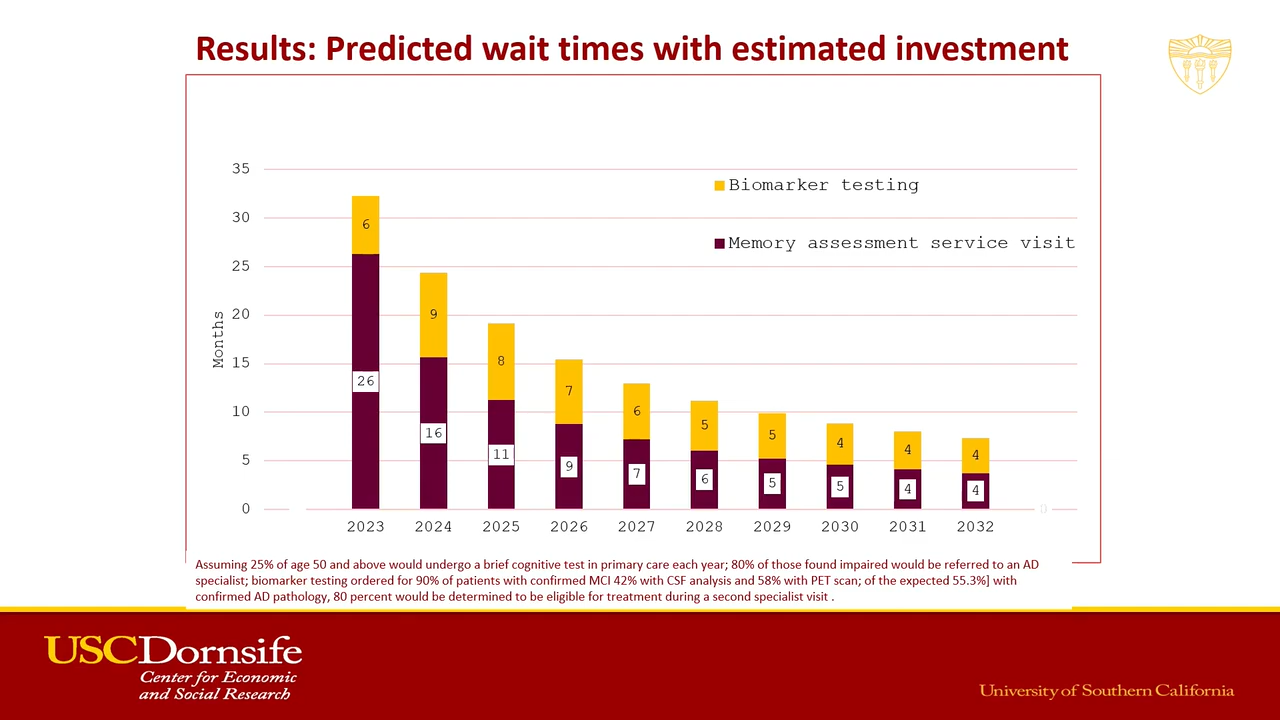 Results: Predicted wait times with estimated investment
35
30
25
20
15
10
5
0
Months
Biomarker testing
Memory assessment service visit
6
9
8
7
6
5
5
4
4
4
26
16
11
9
7
6
5
5
4
4
2023 2024 2025 2026 2027 2028 2029 2030 2031 2032
Assuming 25% of age 50 and above would undergo a brief cognitive test in primary care each year; 80% of those found impaired would be referred to an AD
specialist; biomarker testing ordered for 90% of patients with confirmed MCI 42% with CSF analysis and 58% with PET scan; of the expected 55.3%] with
confirmed AD pathology, 80 percent would be determined to be eligible for treatment during a second specialist visit .
USCDornsife
Center for Economic
and Social Research
University of Southern California